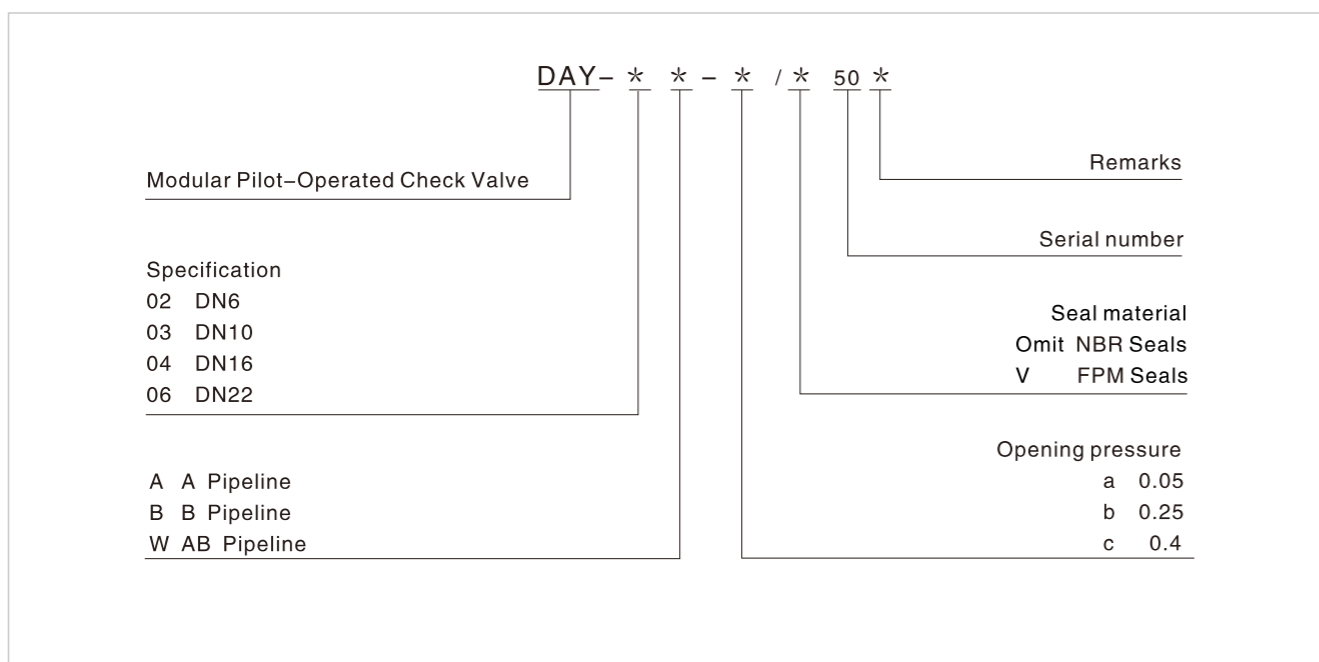 DAY– * * – * / * 50 *
Modular Pilot–Operated Check Valve
Specification
02 DN6
03 DN10
04 DN16
06 DN22
A A Pipeline
B B Pipeline
W AB Pipeline
Remarks
Serial number
Seal material
Omit NBR Seals
V FPM Seals
Opening pressure
a 0.05
b 0.25
c 0.4